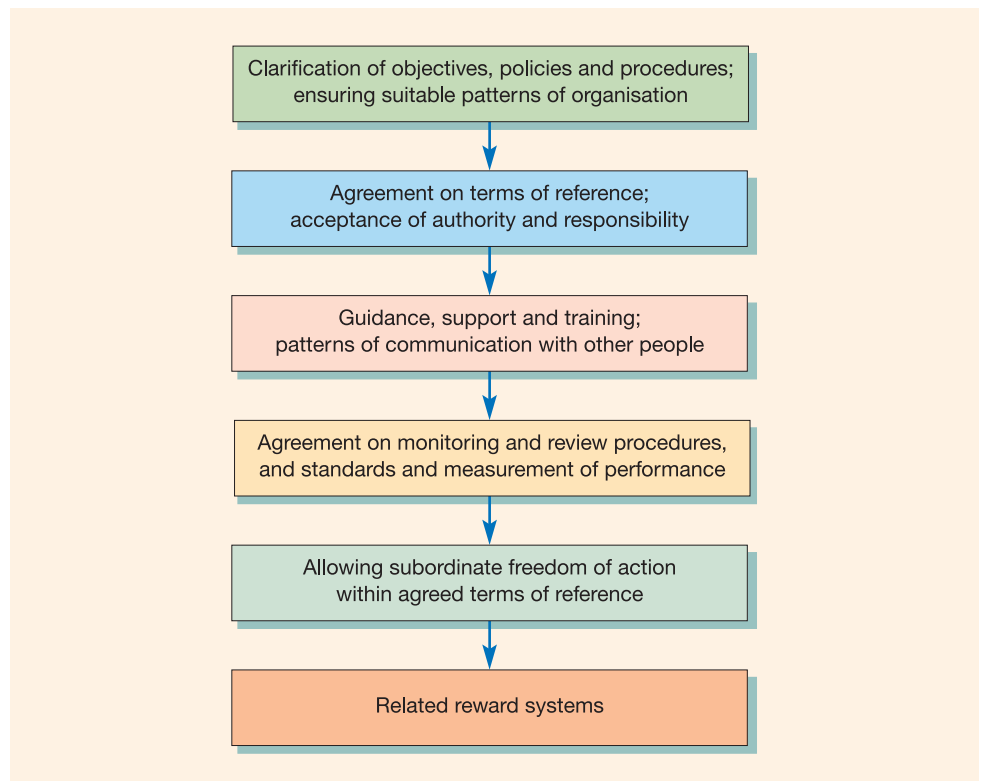 Clarification of objectives, policies and procedures;
ensuring suitable patterns of organisation
Agreement on terms of reference;
acceptance of authority and responsibility
Guidance, support and training;
patterns of communication with other people
Agreement on monitoring and review procedures,
and standards and measurement of performance
Allowing subordinate freedom of action
within agreed terms of reference
Related reward systems